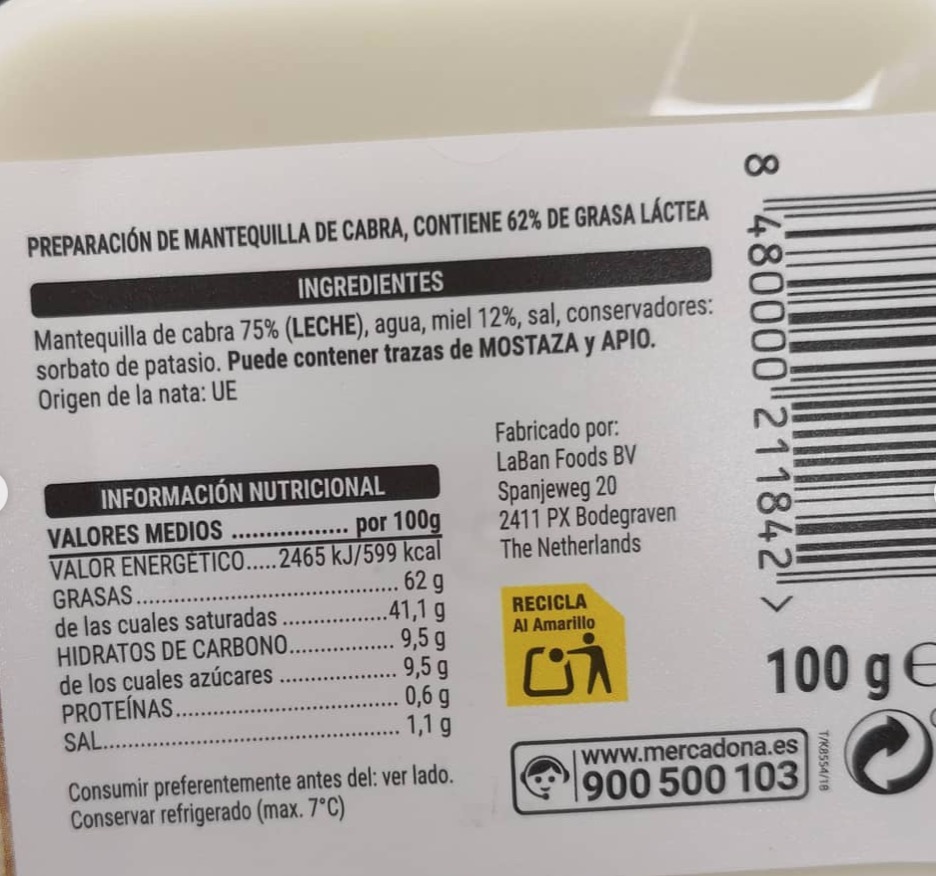 PREPARACIÓN DE MANTEQUILLA DE CABRA, CONTIENE 62% DE GRASA LÁCTEA
INGREDIENTES
Mantequilla de cabra 75% (LECHE), agua, miel 12%, sal, conservadores:
sorbato de patasio. Puede contener trazas de MOSTAZA y APIO.
Origen de la nata: UE
INFORMACIÓN NUTRICIONAL
VALORES MEDIOS ................ por 100g
VALOR ENERGÉTICO.....2465 kJ/599 kcal
GRASAS................................... 62 g
de las cuales saturadas ..............41,1 g
HIDRATOS DE CARBONO.............. 9,5 g
de los cuales azúcares ............... 9,5 g
PROTEÍNAS............................. 0,6 g
SAL....................................... 1,1 g
Consumir preferentemente antes del: ver lado.
Conservar refrigerado (max. 7°C)
Fabricado por:
LaBan Foods BV
Spanjeweg 20
2411 PX Bodegraven
The Netherlands
RECICLA
Al Amarillo
www.mercadona.es
900 500 103
T/K8554/18
8 480000 211842 >
100 g e